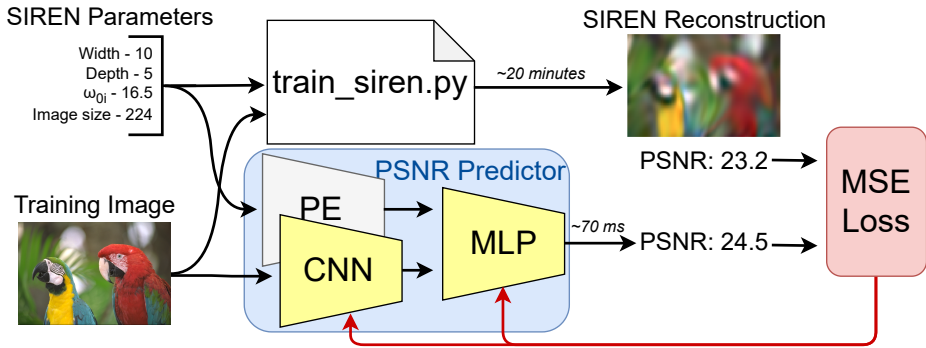 SIREN Parameters
Width - 10
Depth - 5
ω0i - 16.5
Image size - 224
train_siren.py
~20 minutes
SIREN Reconstruction
PSNR: 23.2
Training Image
PSNR Predictor
PE
CNN
MLP
~70 ms
PSNR: 24.5
MSE
Loss